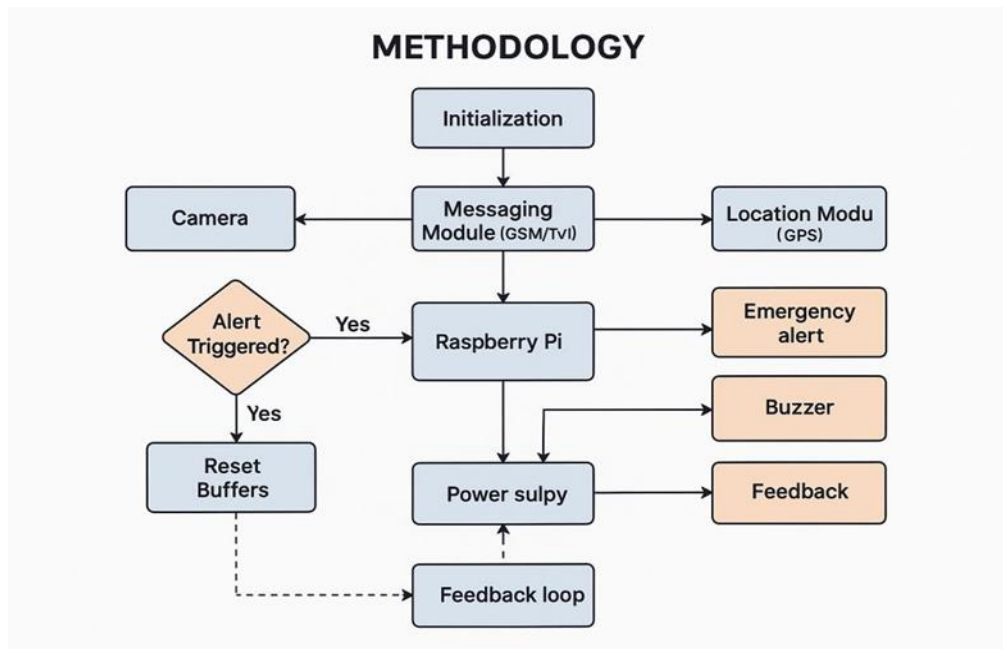 METHODOLOGY
Initialization
Camera
Messaging
Module (GSM/TvI)
Location Modu
(GPS)
Alert
Triggered?
Yes
Raspberry Pi
Emergency
alert
Yes
Buzzer
Reset
Buffers
Power sulpy
Feedback
Feedback loop